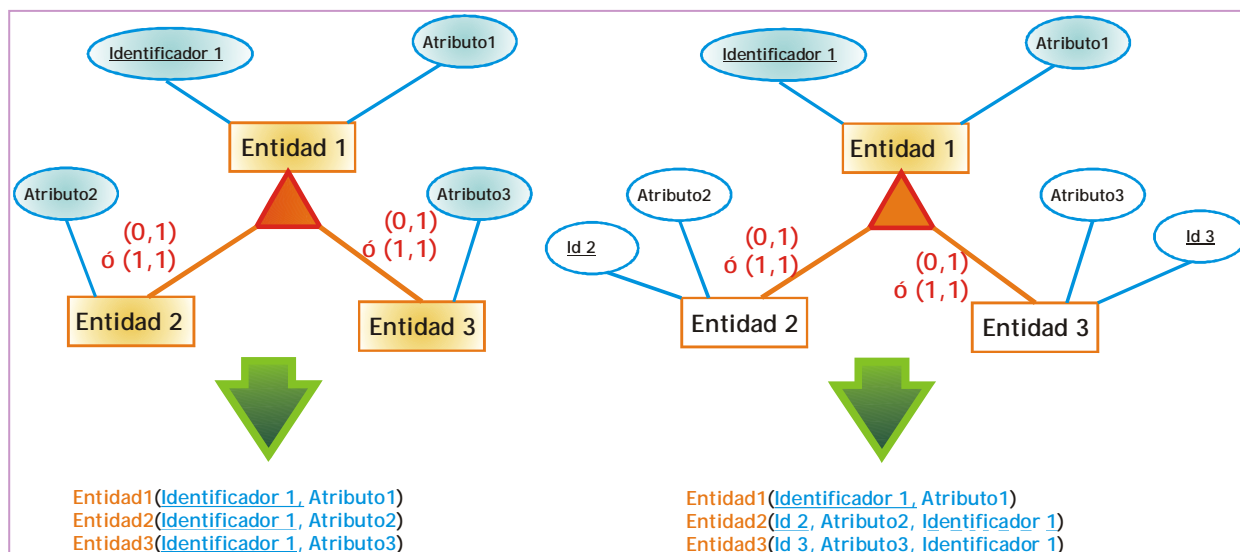 Identificador 1
Atributo1
Entidad 1
Atributo2
Atributo3
(0,1)
ó (1,1)
(0,1)
ó (1,1)
Entidad 2
Entidad 3
Entidad1(Identificador 1, Atributo1)
Entidad2(Identificador 1, Atributo2)
Entidad3(Identificador 1, Atributo3)
Identificador 1
Atributo1
Entidad 1
Atributo2
Atributo3
Id 2
Id 3
(0,1)
ó (1,1)
(0,1)
ó (1,1)
Entidad 2
Entidad 3
Entidad1(Identificador 1, Atributo1)
Entidad2(Id 2, Atributo2, Identificador 1)
Entidad3(Id 3, Atributo3, Identificador 1)